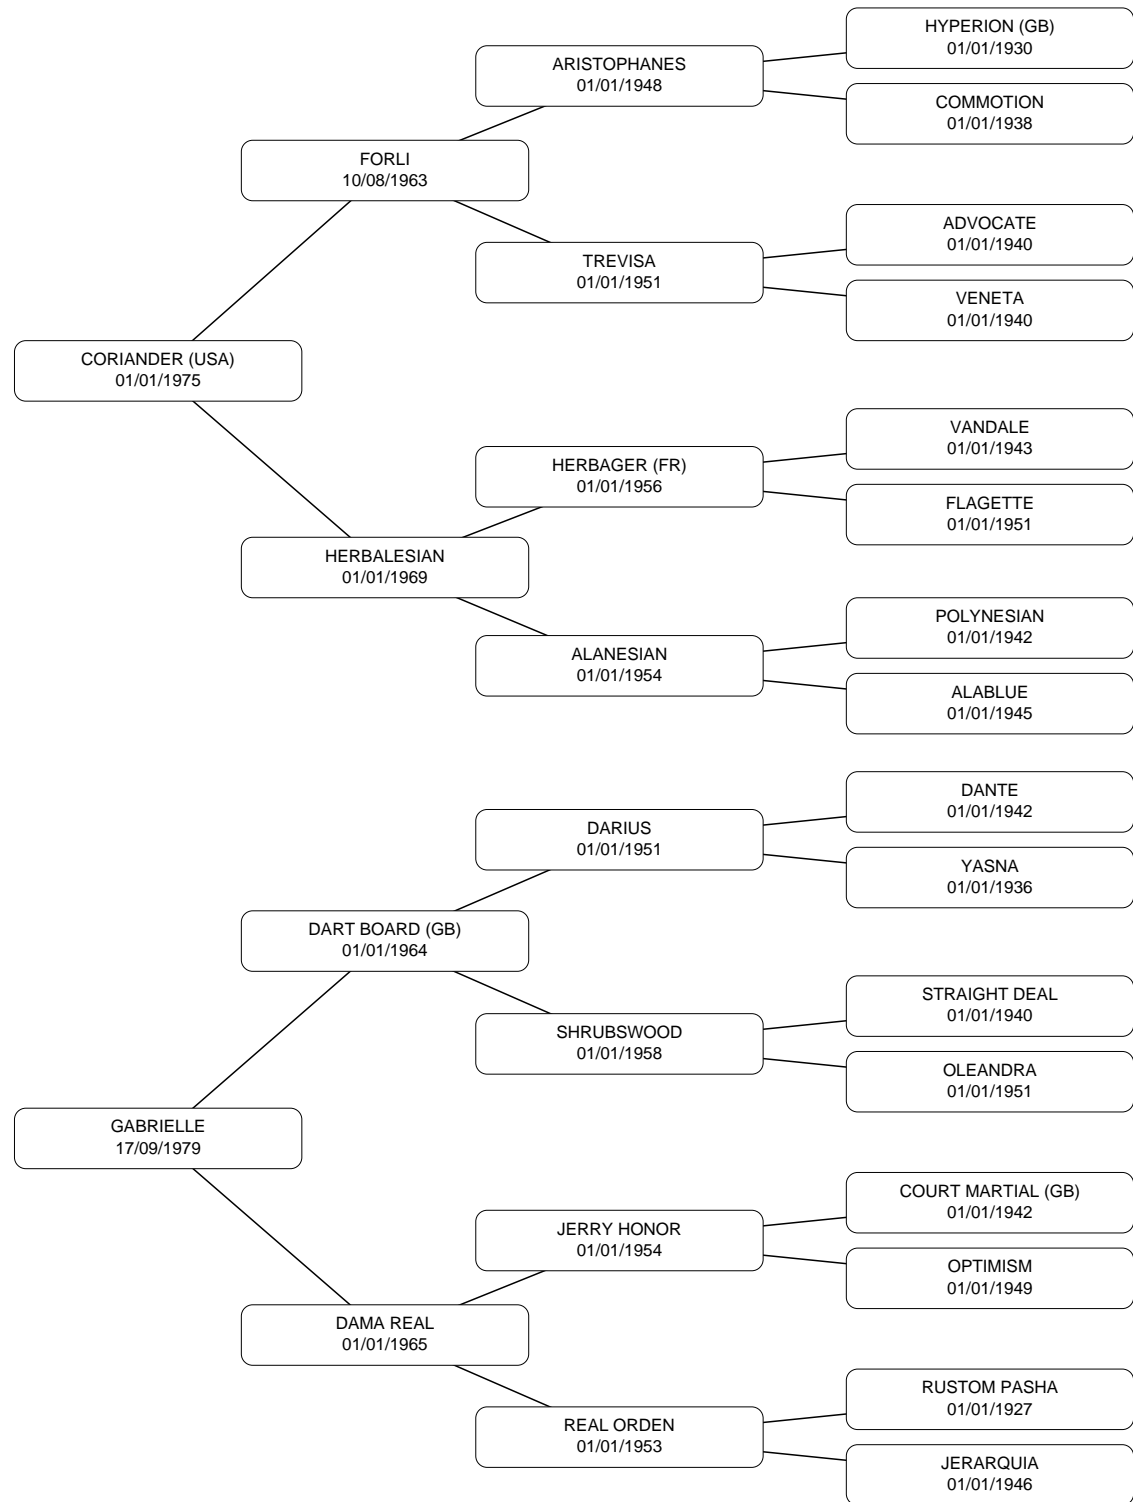 HYPERION (GB)
01/01/1930
ARISTOPHANES
01/01/1948
COMMOTION
01/01/1938
FORLI
10/08/1963
ADVOCATE
01/01/1940
TREVISA
01/01/1951
VENETA
01/01/1940
CORIANDER (USA)
01/01/1975
VANDALE
01/01/1943
HERBAGER (FR)
01/01/1956
FLAGETTE
01/01/1951
HERBALESIAN
01/01/1969
POLYNESIAN
01/01/1942
ALANESIAN
01/01/1954
ALABLUE
01/01/1945
DANTE
01/01/1942
DARIUS
01/01/1951
YASNA
01/01/1936
DART BOARD (GB)
01/01/1964
STRAIGHT DEAL
01/01/1940
SHRUBSWOOD
01/01/1958
OLEANDRA
01/01/1951
GABRIELLE
17/09/1979
COURT MARTIAL (GB)
01/01/1942
JERRY HONOR
01/01/1954
OPTIMISM
01/01/1949
DAMA REAL
01/01/1965
RUSTOM PASHA
01/01/1927
REAL ORDEN
01/01/1953
JERARQUIA
01/01/1946